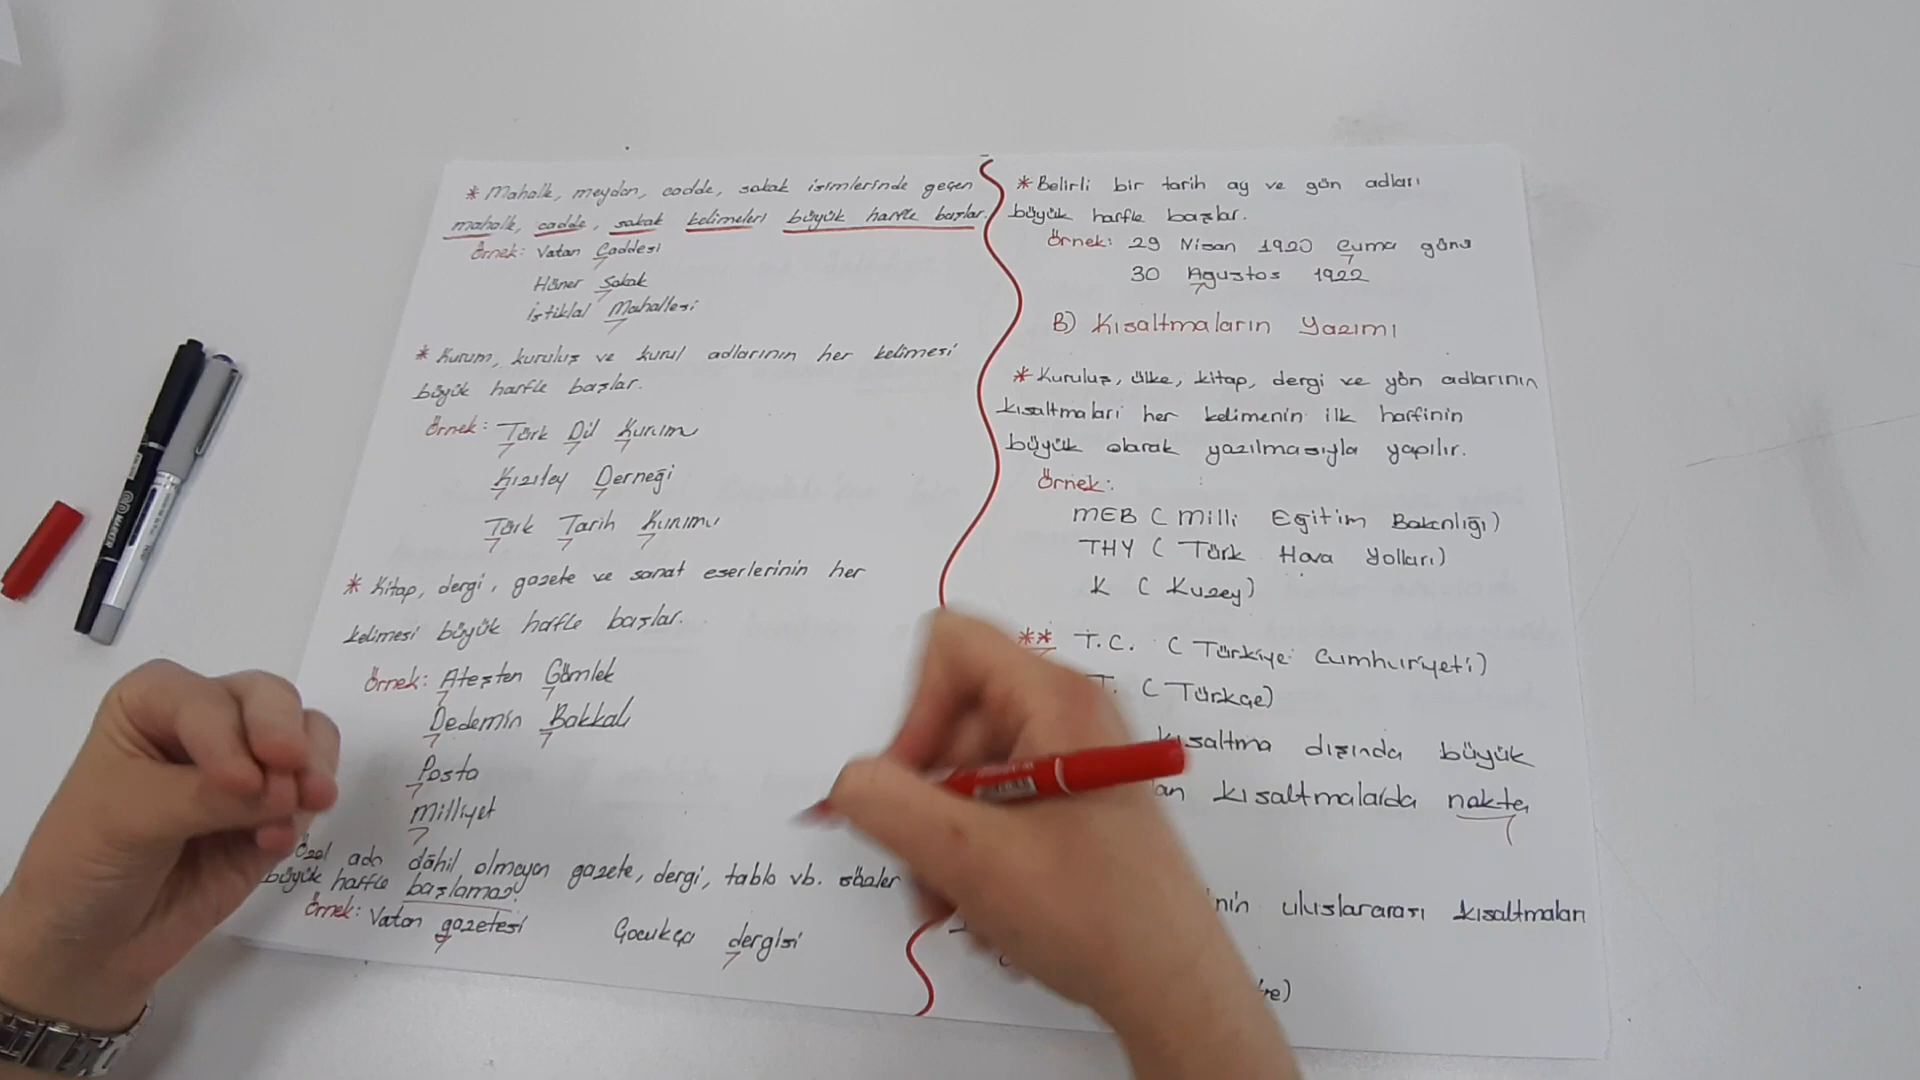 * Mahalle, meydan, cadde, sokak isimlerinde geçen
mahalle, cadde, sokak kelimeleri büyük harfle başlar.
Örnek: Vatan Caddesi
Hüner Sokak
İstiklal Mahallesi
* Kurum, kuruluş ve kurul adlarının her kelimesi
büyük harfle başlar.
Örnek: Türk Dil Kurumu
Kızılay Derneği
Türk Tarih Kurumu
* Kitap, dergi, gazete ve sanat eserlerinin her
kelimesi büyük harfle başlar.
Örnek: Ateşten Gömlek
Dedemin Bakkalı
Posta
Milliyet
Özel ada dâhil olmayan gazete, dergi, tablo vb. sözler
büyük harfle başlamaz.
Örnek: Vatan gazetesi Çocukça dergisi
* Belirli bir tarih ay ve gün adları
büyük harfle başlar.
Örnek: 29 Nisan 1920 Cuma günü
30 Ağustos 1922
B) Kısaltmaların Yazımı
* Kuruluş, ülke, kitap, dergi ve yön adlarının
kısaltmaları her kelimenin ilk harfinin
büyük olarak yazılmasıyla yapılır.
Örnek:
MEB ( Milli Eğitim Bakanlığı)
THY ( Türk Hava Yolları)
K ( Kuzey)
** T.C. ( Türkiye Cumhuriyeti)
T. ( Türkçe)
kısaltma dışında büyük
kısaltmalarda nokta
uluslararası kısaltmaları